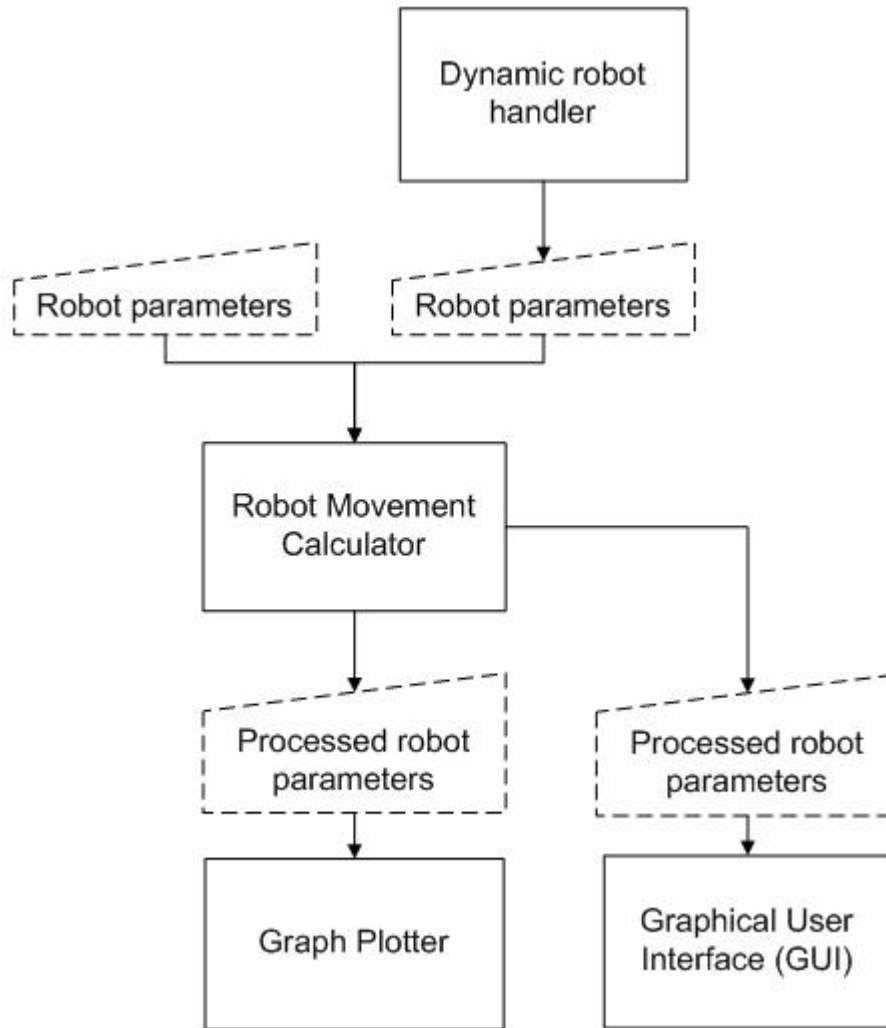 Dynamic robot
handler
Robot parameters
Robot parameters
Robot Movement
Calculator
Processed robot
parameters
Processed robot
parameters
Graph Plotter
Graphical User
Interface (GUI)